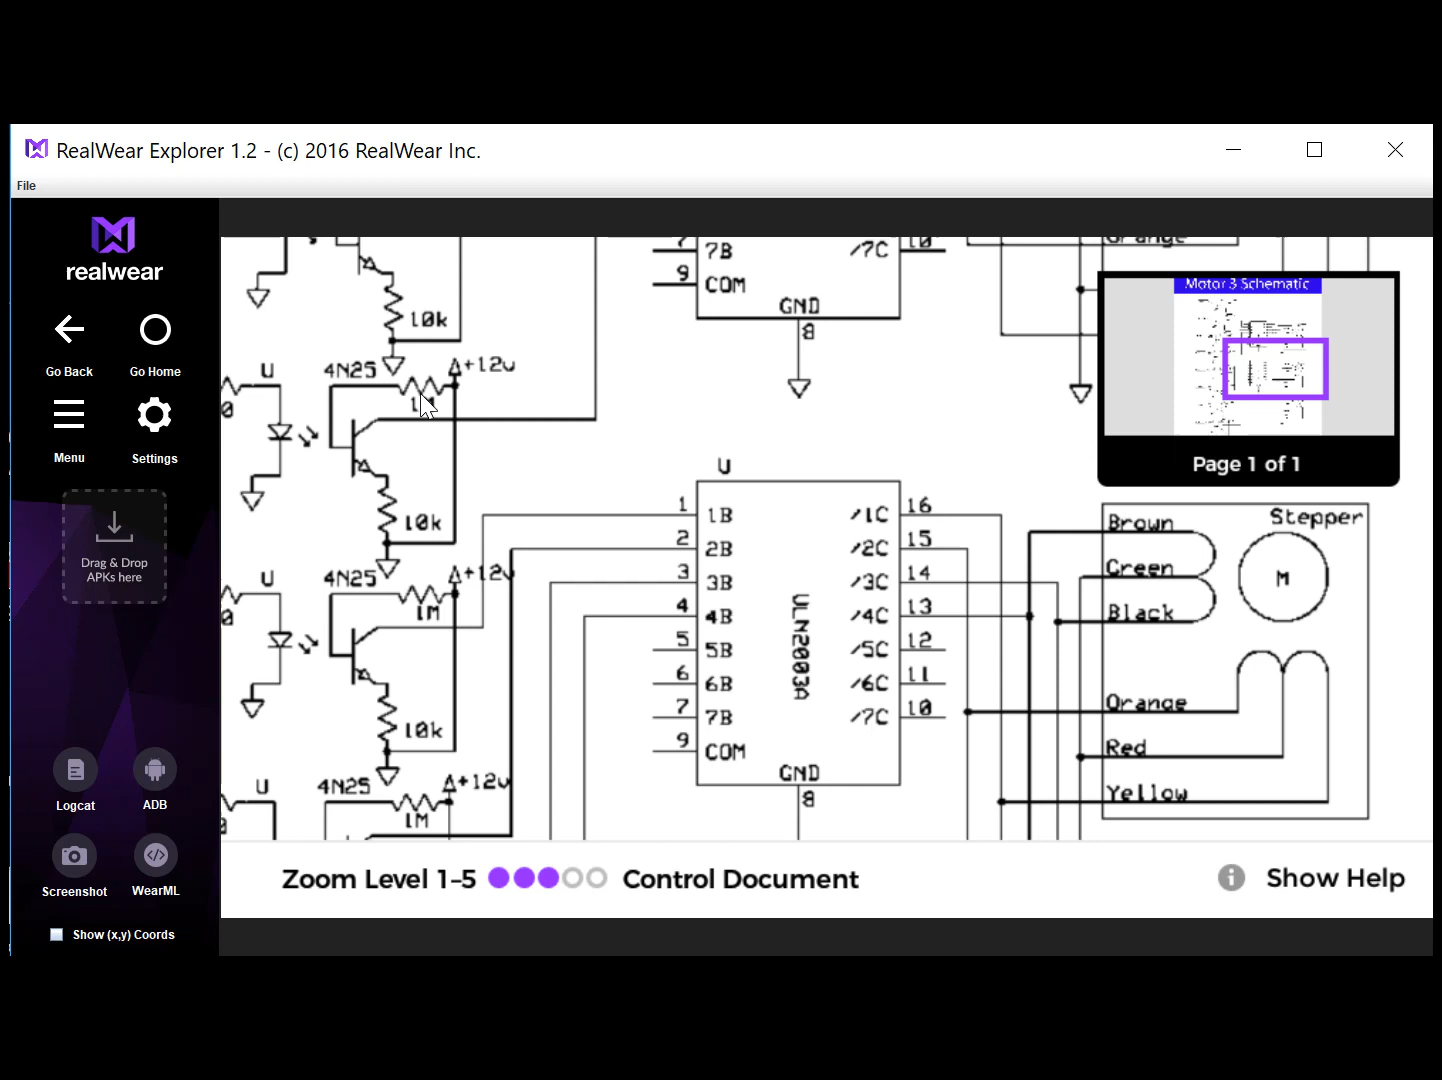 RealWear Explorer 1.2 - (c) 2016 RealWear Inc.
File
realwear
Go Back
Go Home
Menu
Settings
Drag & Drop
APKs here
Logcat
ADB
Screenshot
WearML
Show (x,y) Coords
10k
U
4N25
+12v
10k
U
4N25
+12v
1M
10k
U
4N25
+12v
1M
7B
/7C
9
COM
GND
8
U
1
1B
/1C
16
2
2B
/2C
15
3
3B
/3C
14
4
4B
/4C
13
5
5B
/5C
12
6
6B
/6C
11
7
7B
/7C
10
9
COM
ULN2003A
GND
8
Orange
Motor 3 Schematic
Page 1 of 1
Stepper
Brown
Green
Black
M
Orange
Red
Yellow
Zoom Level 1-5
Control Document
Show Help